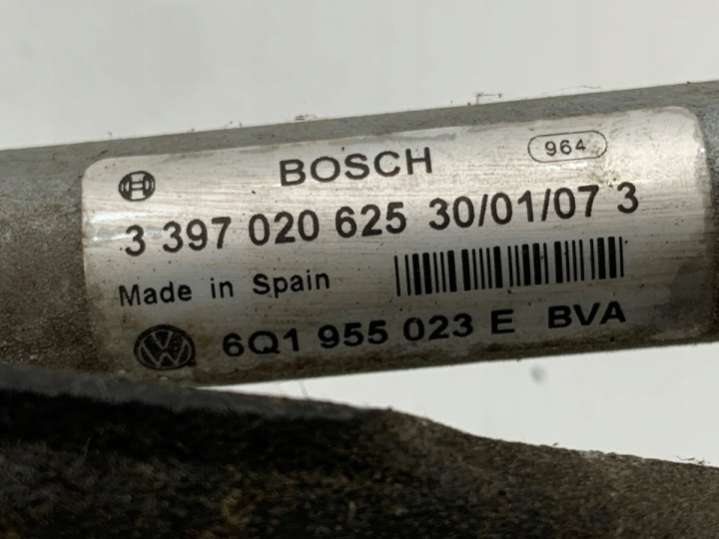 BOSCH 964
3 397 020 625 30/01/07 3
Made in Spain
6Q1 955 023 E BVA